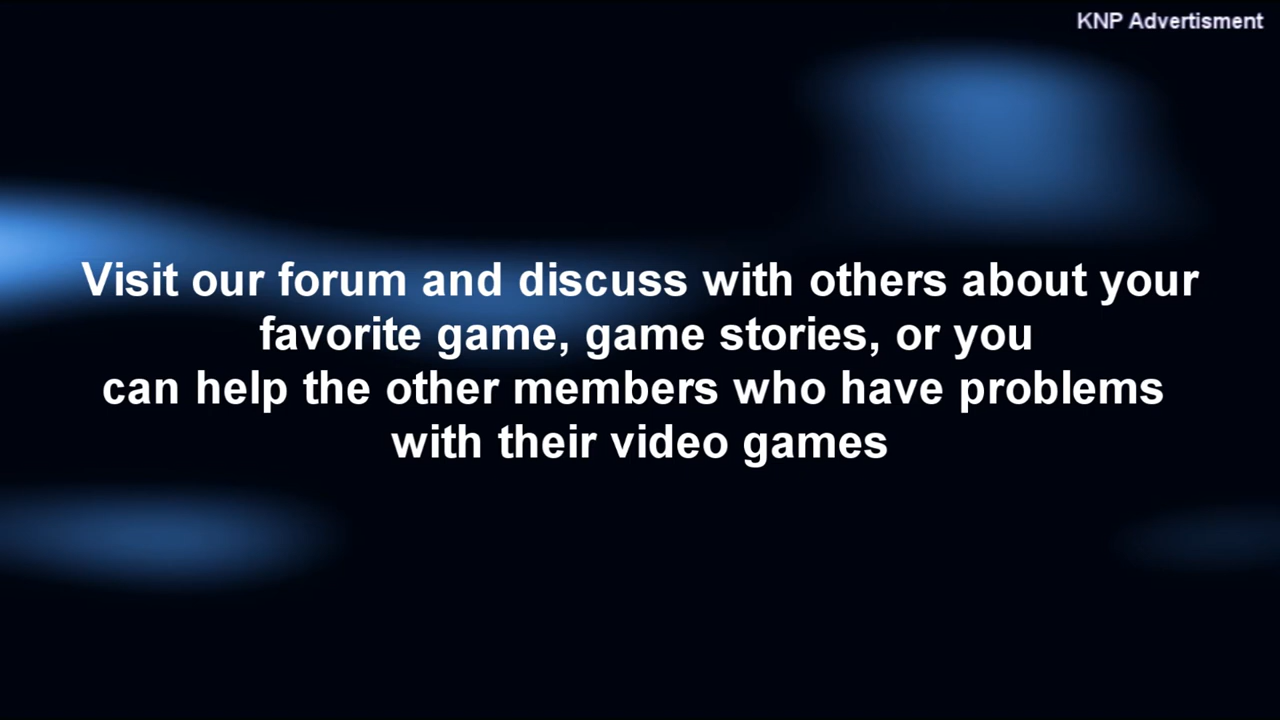 KNP Advertisment
Visit our forum and discuss with others about your
favorite game, game stories, or you
can help the other members who have problems
with their video games